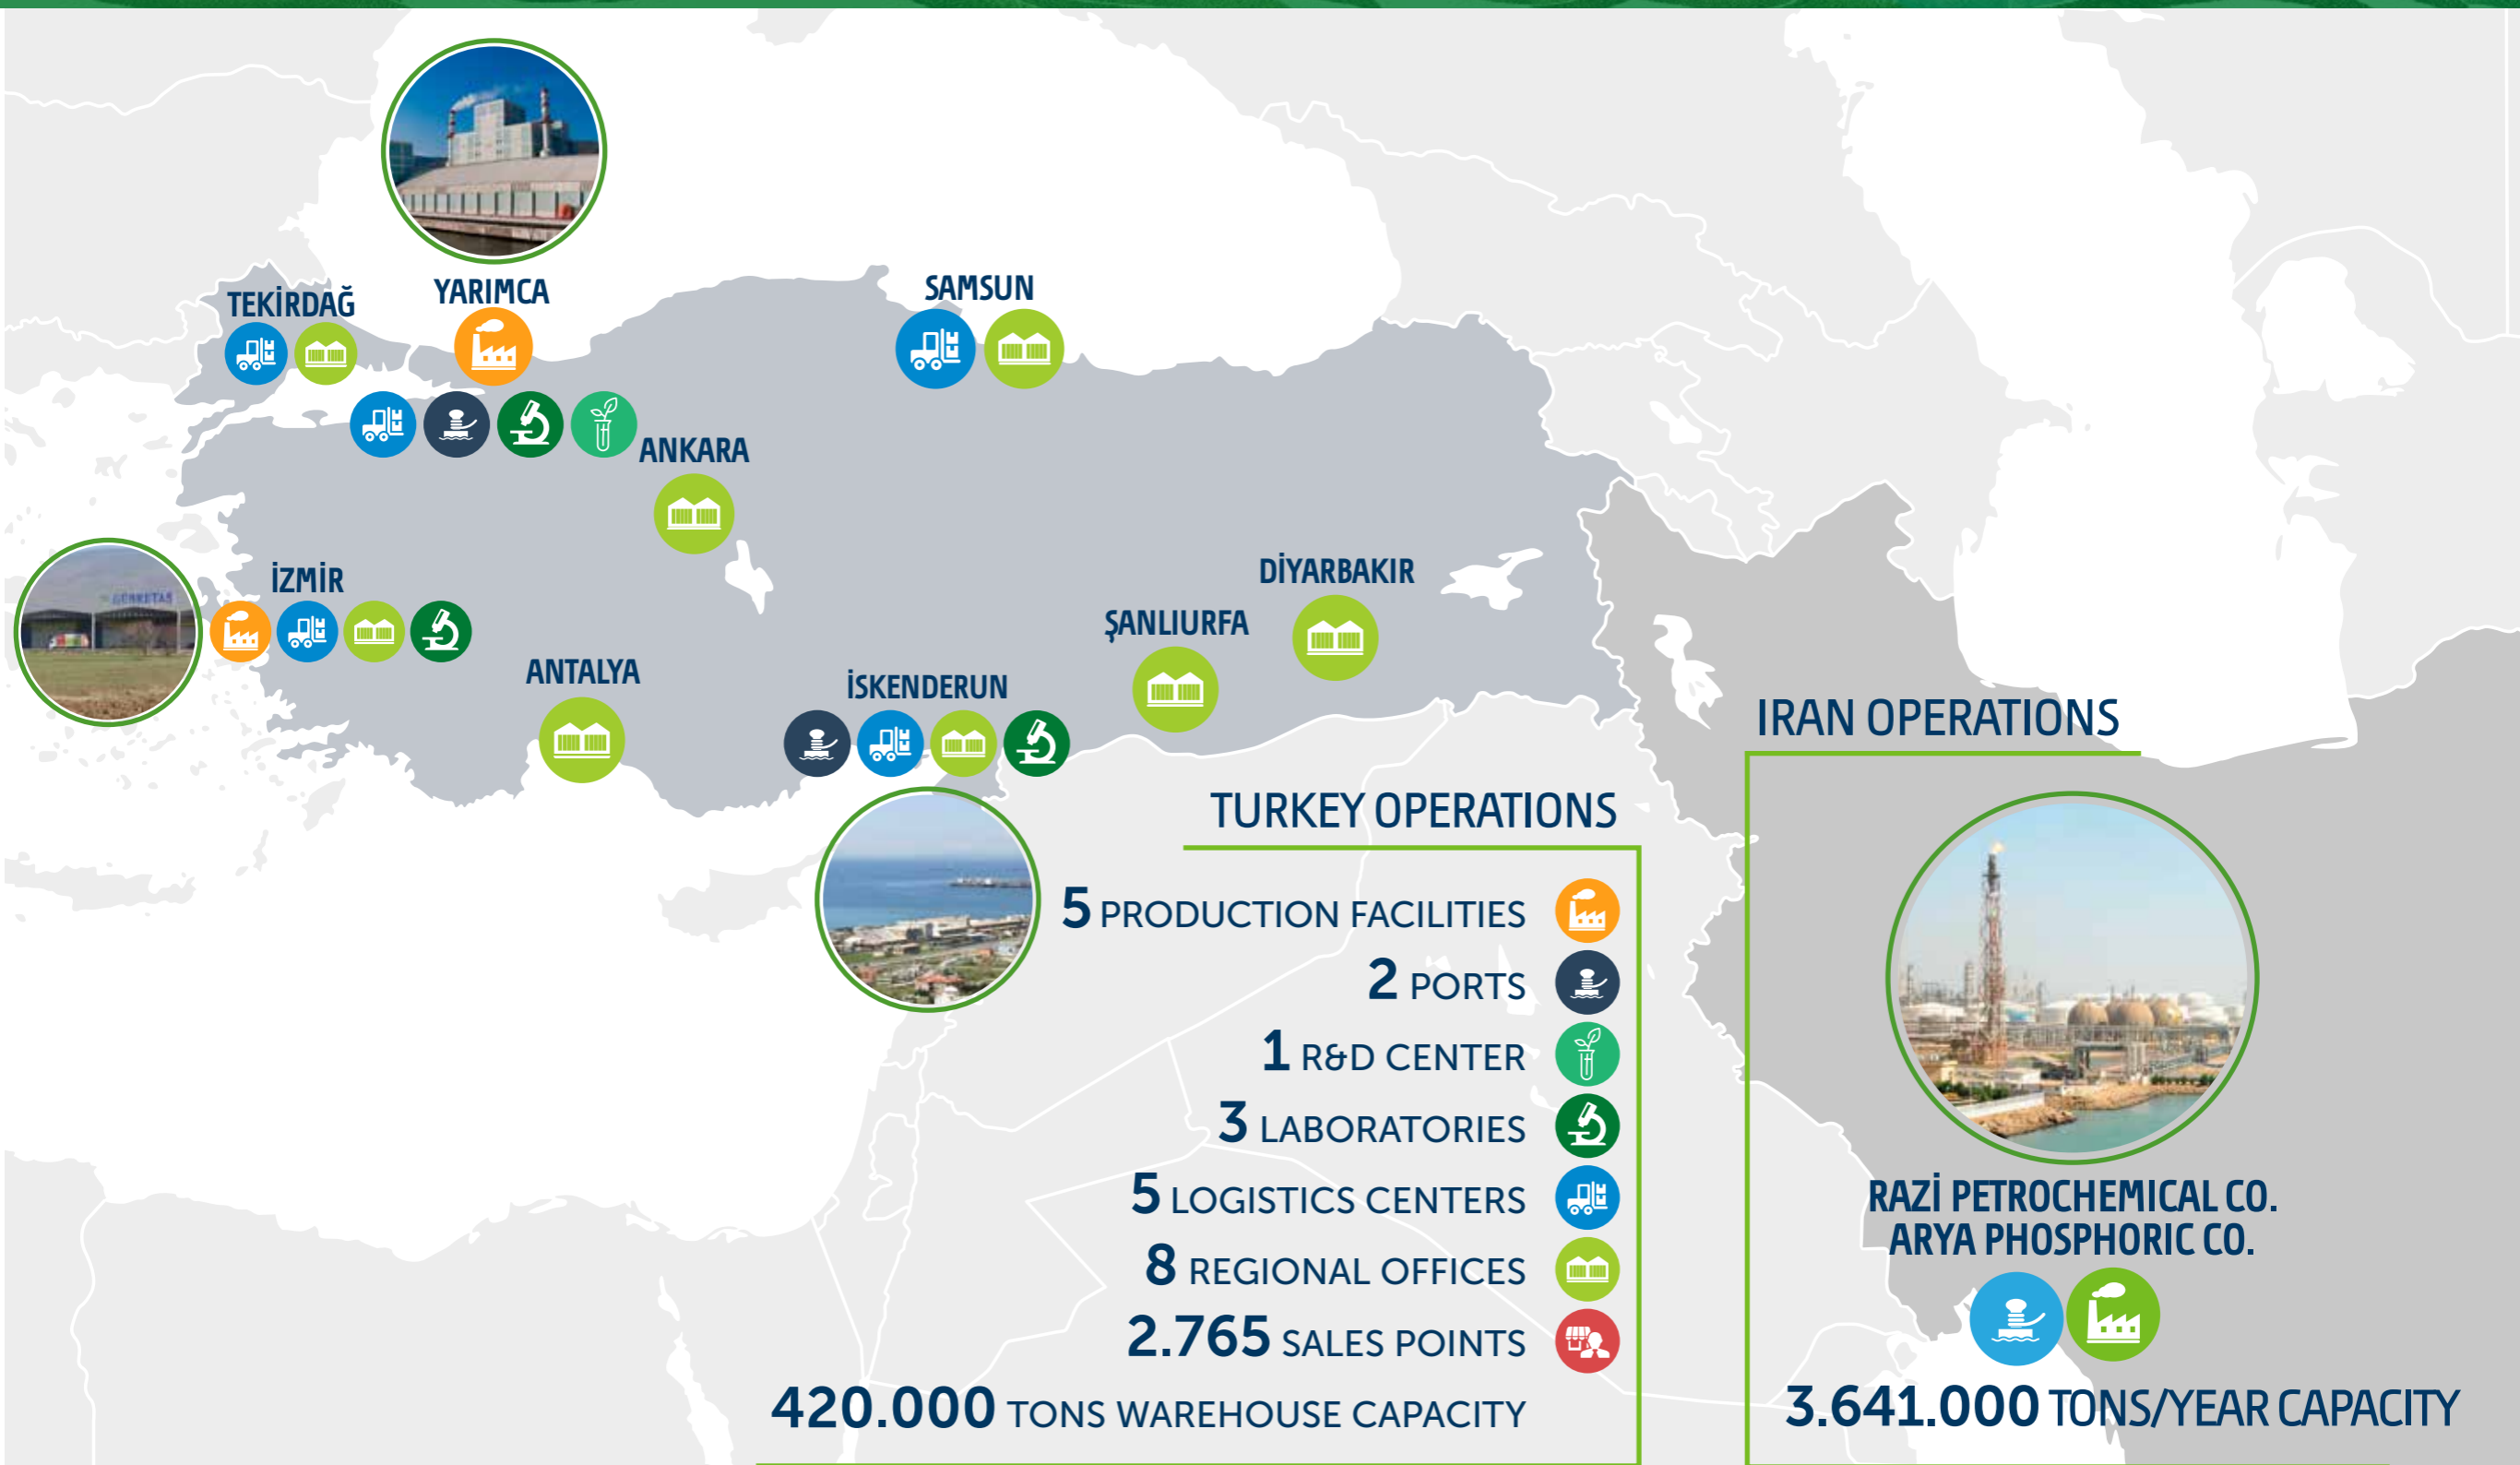 YARIMCA
TEKİRDAĞ
SAMSUN
ANKARA
İZMİR
GÜBRETAŞ
DİYARBAKIR
ŞANLIURFA
ANTALYA
İSKENDERUN
TURKEY OPERATIONS
5 PRODUCTION FACILITIES
2 PORTS
1 R&D CENTER
3 LABORATORIES
5 LOGISTICS CENTERS
8 REGIONAL OFFICES
2.765 SALES POINTS
420.000 TONS WAREHOUSE CAPACITY
IRAN OPERATIONS
RAZİ PETROCHEMICAL CO.
ARYA PHOSPHORIC CO.
3.641.000 TONS/YEAR CAPACITY